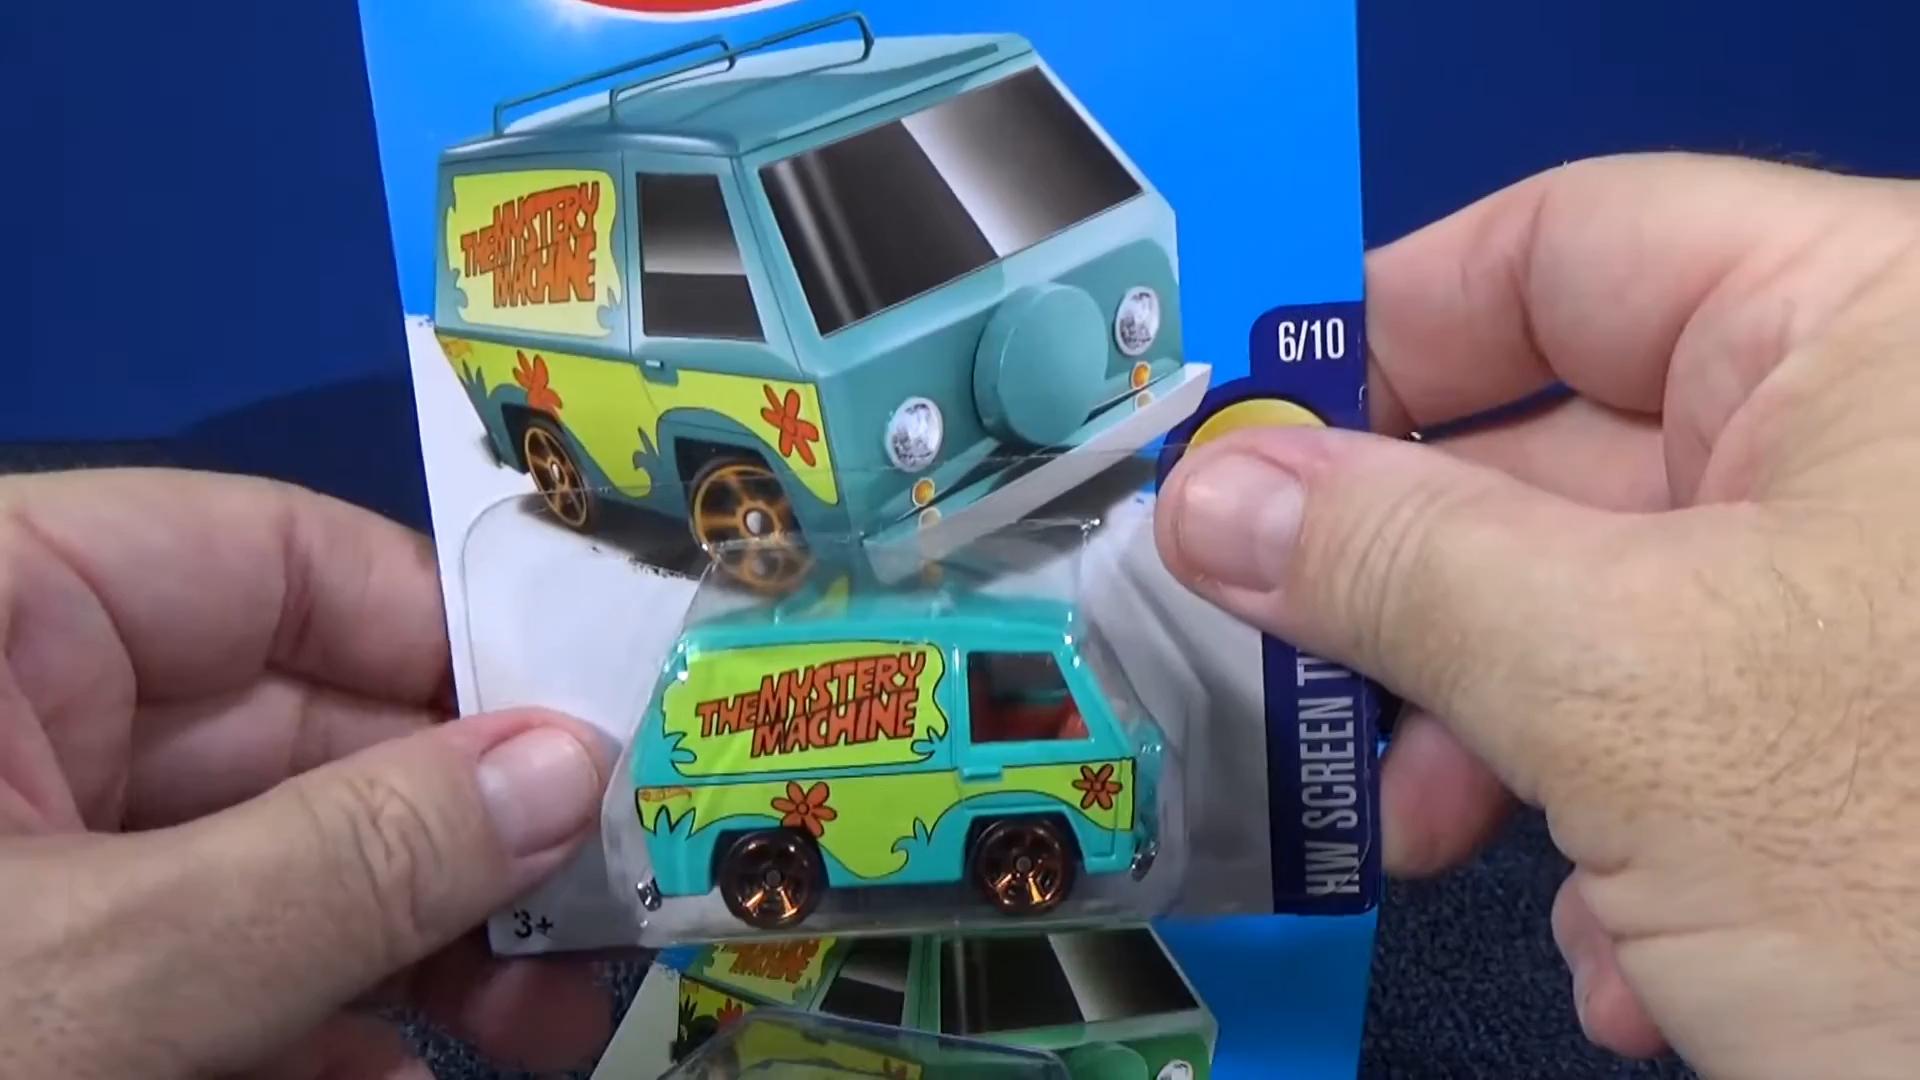 THE MYSTERY
MACHINE
6/10
THE MYSTERY
MACHINE
HW SCREEN
3+